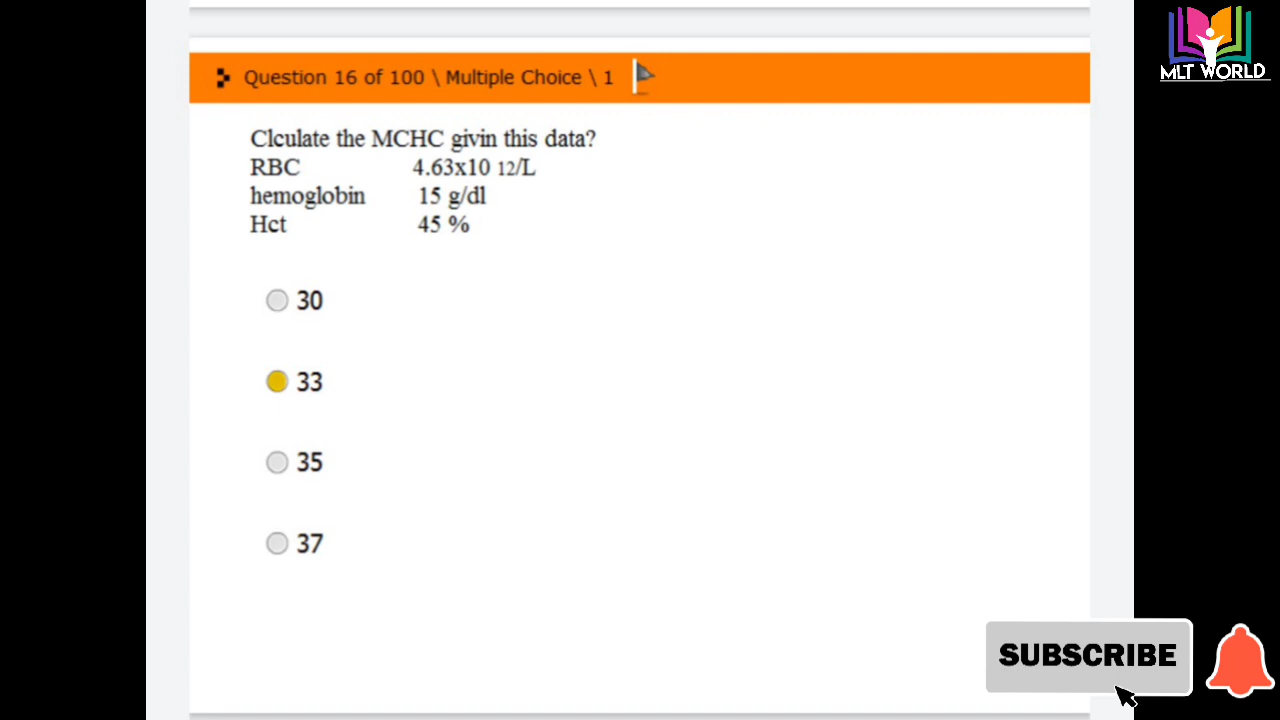 MLT WORLD
Question 16 of 100 \ Multiple Choice \ 1
Clculate the MCHC givin this data?
RBC 4.63x10 12/L
hemoglobin 15 g/dl
Hct 45 %
30
33
35
37
SUBSCRIBE